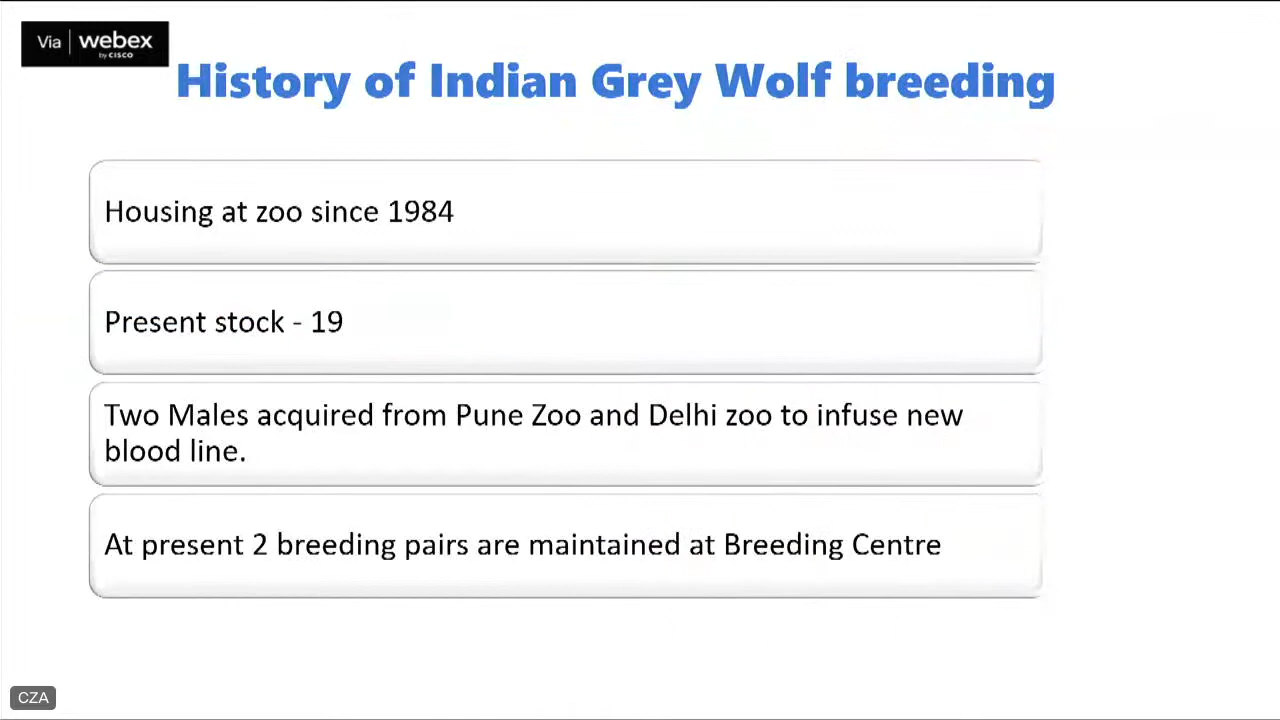 Via webex
by CISCO
History of Indian Grey Wolf breeding
Housing at zoo since 1984
Present stock - 19
Two Males acquired from Pune Zoo and Delhi zoo to infuse new
blood line.
At present 2 breeding pairs are maintained at Breeding Centre
CZA